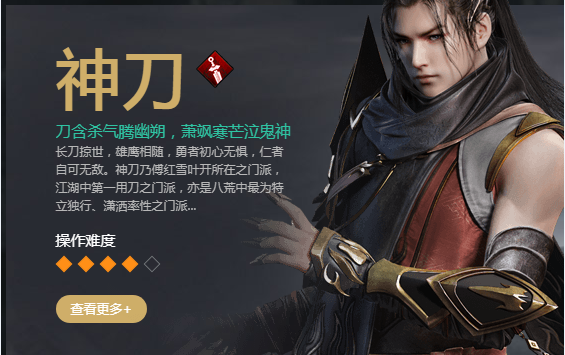 神刀
刀含杀气腾幽朔，萧飒寒芒泣鬼神
长刀掠世，雄鹰相随，勇者初心无惧，仁者
自可无敌。神刀乃傅红雪叶开所在之门派，
江湖中第一用刀之门派，亦是八荒中最为特
立独行、潇洒率性之门派...
操作难度
查看更多+